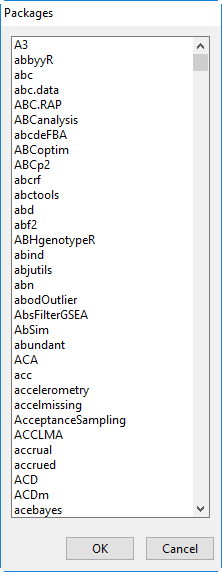 Packages
A3
abbyyR
abc
abc.data
ABC.RAP
ABCanalysis
abcdeFBA
ABCoptim
ABCp2
abcrf
abctools
abd
abf2
ABHgenotypeR
abind
abjutils
abn
abodOutlier
AbsFilterGSEA
AbSim
abundant
ACA
acc
accelerometry
accelmissing
AcceptanceSampling
ACCLMA
accrual
accrued
ACD
ACDm
acebayes
OK Cancel